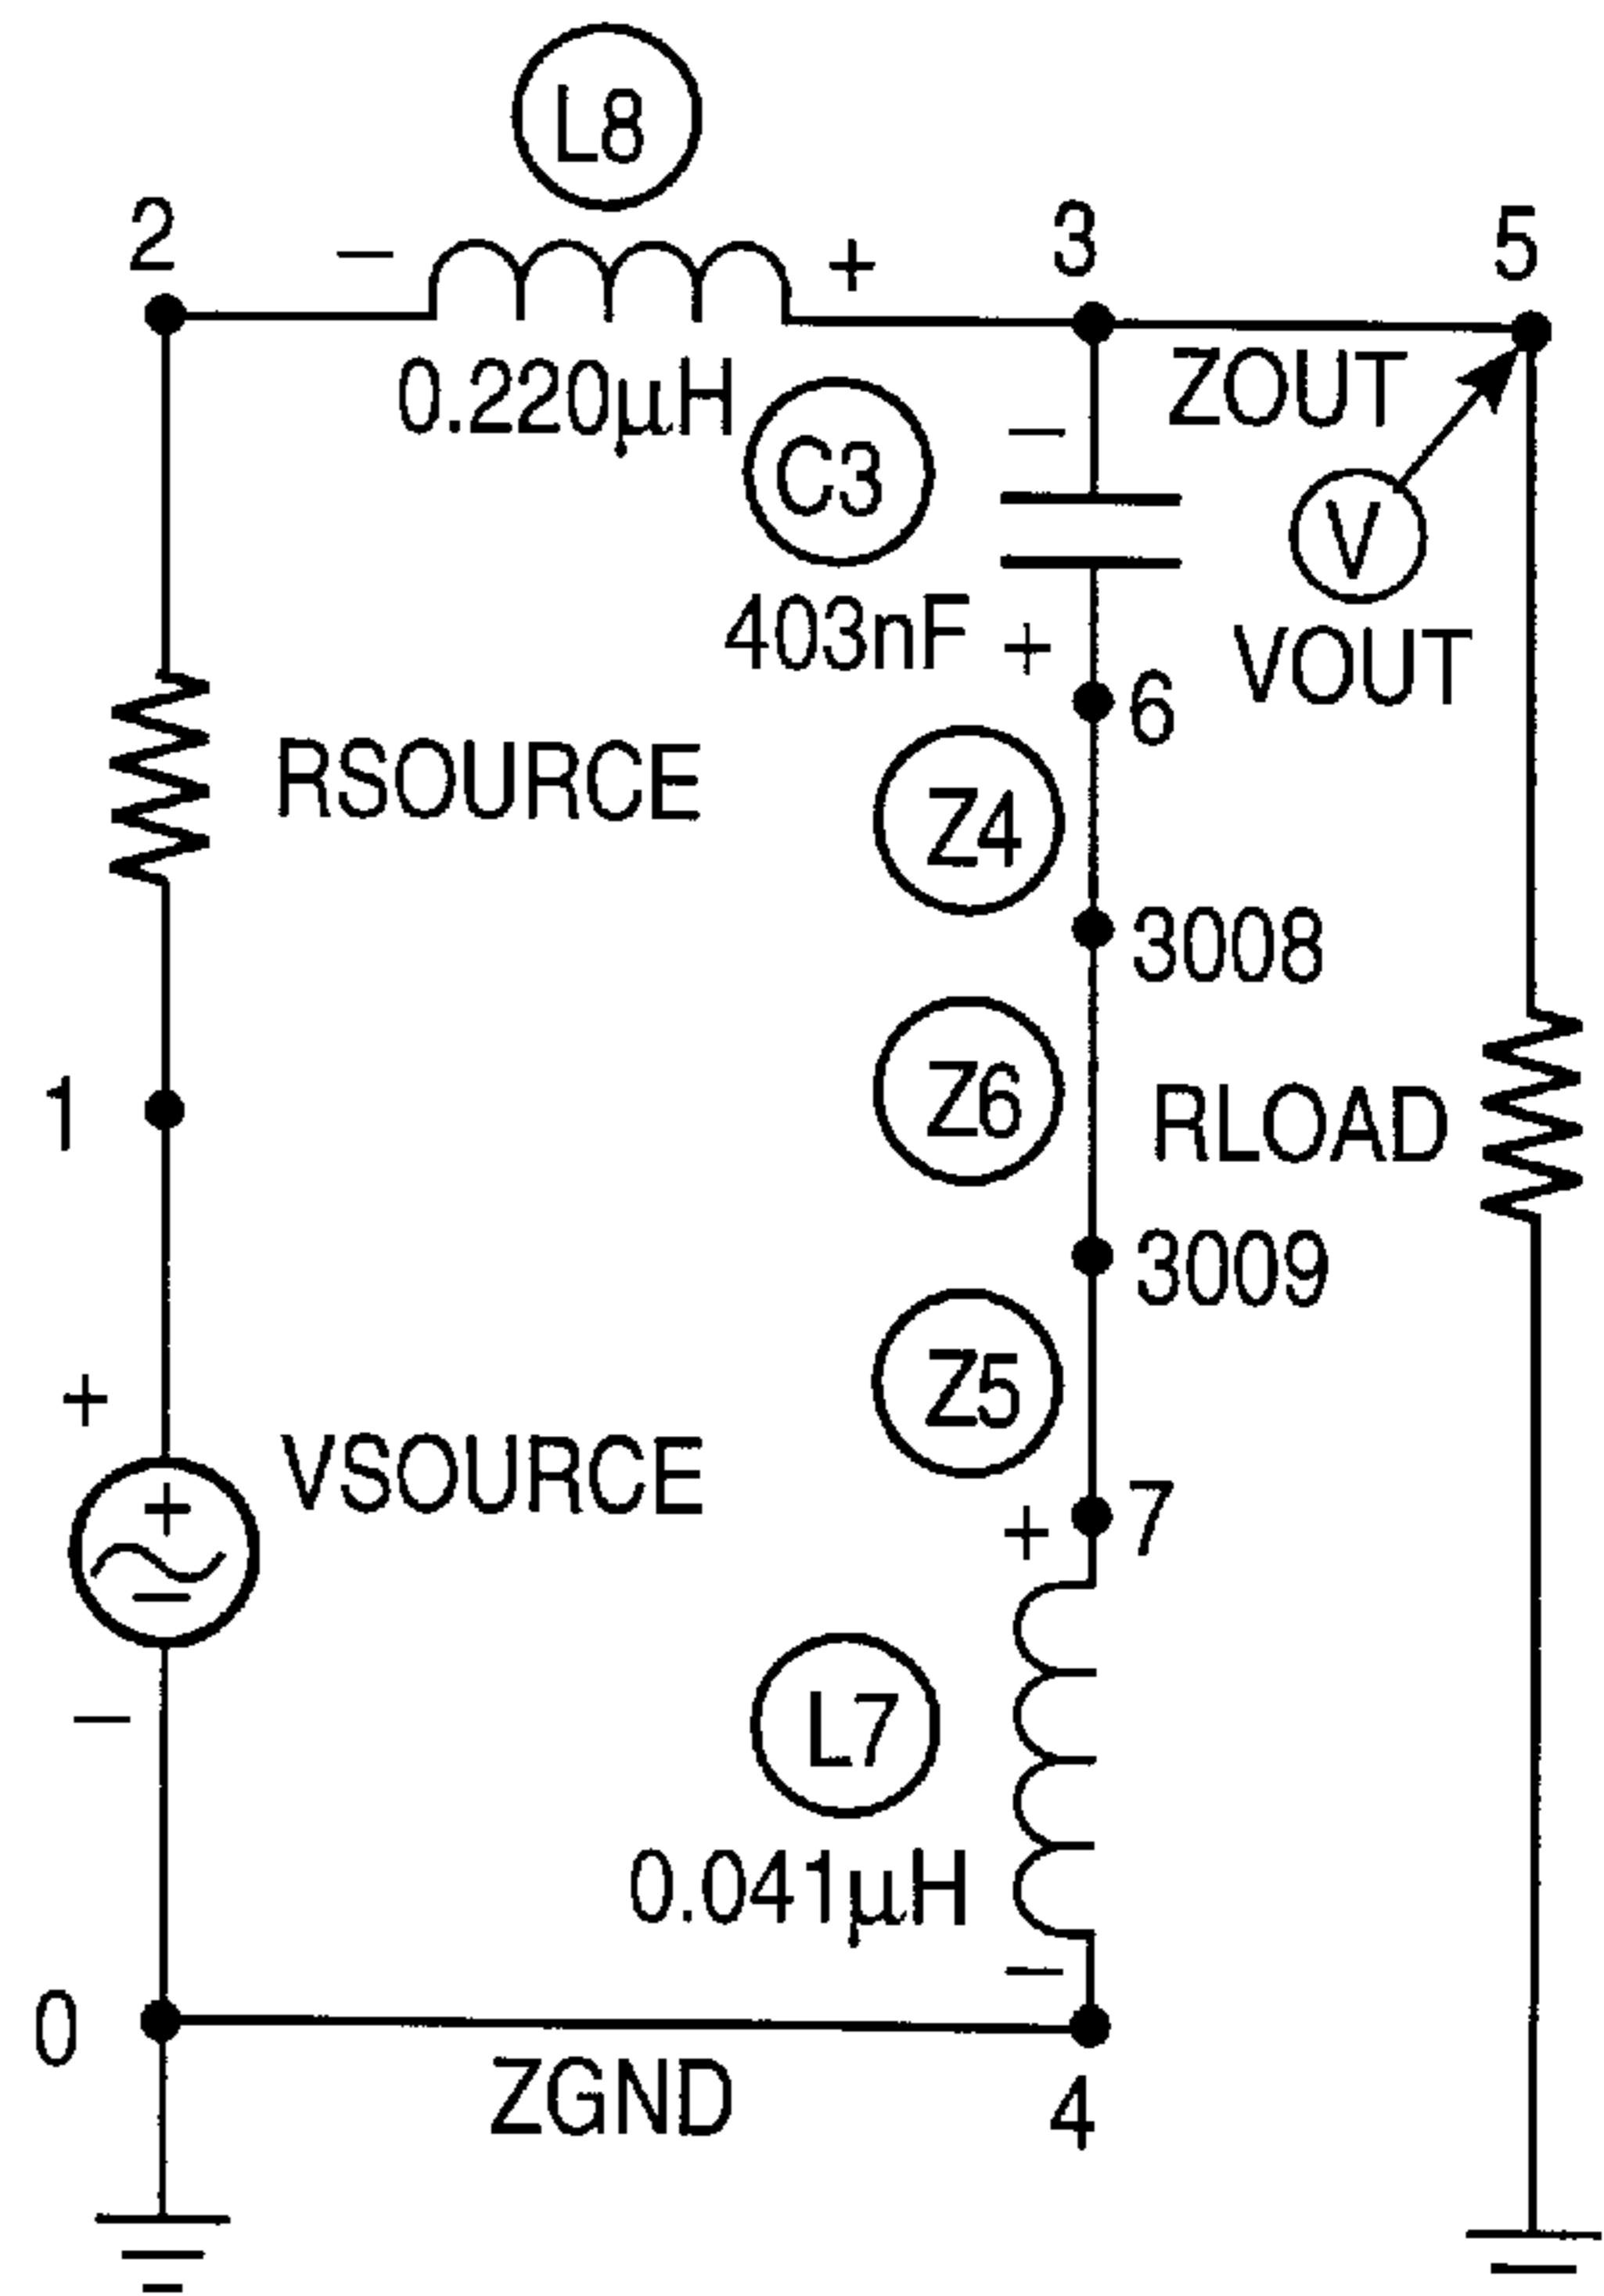 L8
2
−
+
3
5
0.220µH
ZOUT
C3
−
V
403nF
+
VOUT
6
RSOURCE
Z4
3008
Z6
RLOAD
1
3009
Z5
+
VSOURCE
7
+
+
−
−
L7
0.041µH
−
0
ZGND
4